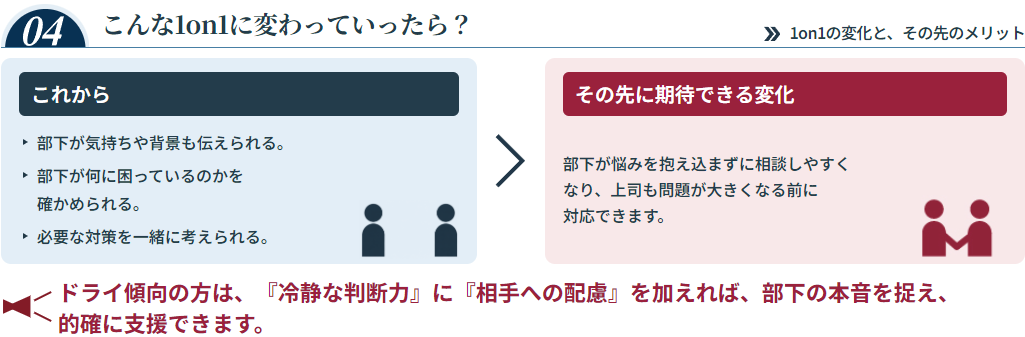 04 こんな1on1に変わっていったら？
1on1の変化と、その先のメリット
これから
‣ 部下が気持ちや背景も伝えられる。
‣ 部下が何に困っているのかを
確かめられる。
‣ 必要な対策を一緒に考えられる。
その先に期待できる変化
部下が悩みを抱え込まずに相談しやすく
なり、上司も問題が大きくなる前に
対応できます。
ドライ傾向の方は、『冷静な判断力』に『相手への配慮』を加えれば、部下の本音を捉え、
的確に支援できます。